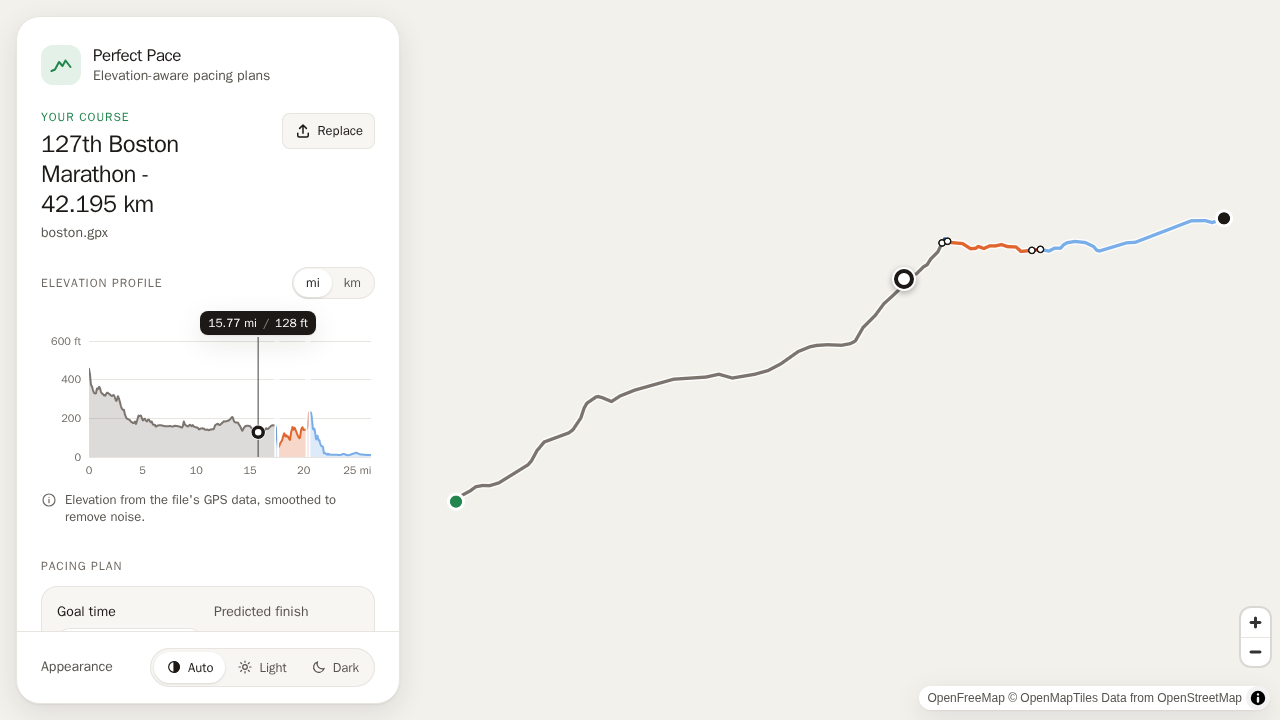 Perfect Pace
Elevation-aware pacing plans
YOUR COURSE
127th Boston
Marathon -
42.195 km
boston.gpx
Replace
ELEVATION PROFILE
mi
km
15.77 mi / 128 ft
600 ft
400
200
0
0
5
10
15
20
25 mi
Elevation from the file's GPS data, smoothed to
remove noise.
PACING PLAN
Goal time
Predicted finish
Appearance
Auto
Light
Dark
OpenFreeMap © OpenMapTiles Data from OpenStreetMap